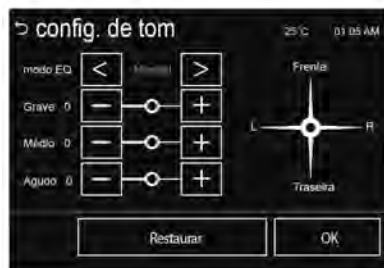 config. de tom 25°C 01:05 AM
modo EQ < >
Grave 0 - +
Médio 0 - +
Agudo 0 - +
Frente
L R
Traseira
Restaurar OK